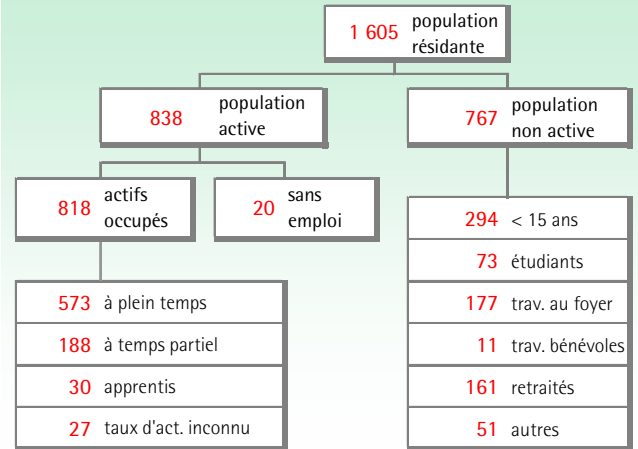 1 605 population
résidante
838 population
active
767 population
non active
818 actifs
occupés
20 sans
emploi
573 à plein temps
188 à temps partiel
30 apprentis
27 taux d'act. inconnu
294 < 15 ans
73 étudiants
177 trav. au foyer
11 trav. bénévoles
161 retraités
51 autres